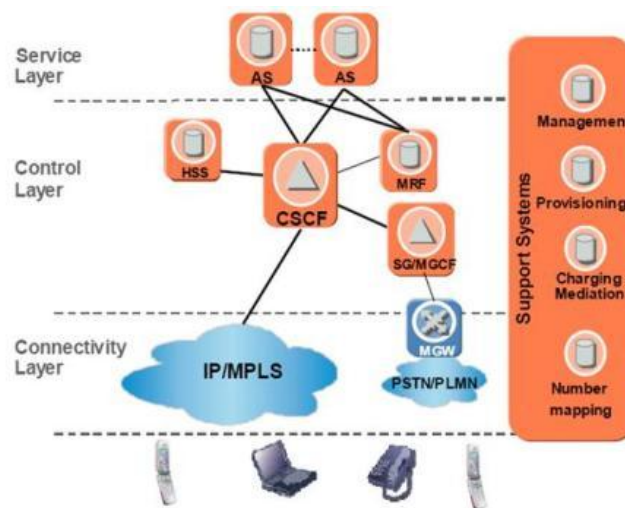 Service
Layer
AS
AS
Control
Layer
HSS
CSCF
MRF
SG/MGCF
Connectivity
Layer
IP/MPLS
MGW
PSTN/PLMN
Support Systems
Managemen
Provisioning
Charging
Mediation
Number
mapping